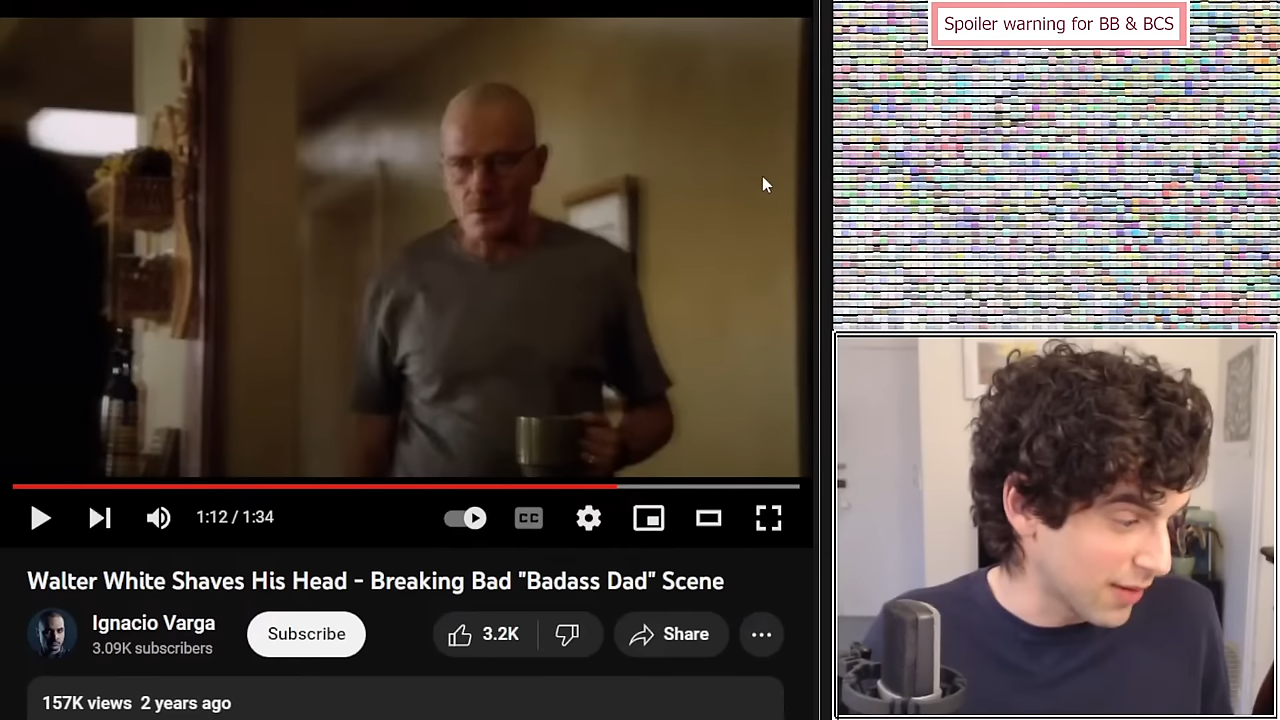 Spoiler warning for BB & BCS
1:12 / 1:34
CC
Walter White Shaves His Head - Breaking Bad "Badass Dad" Scene
Ignacio Varga
3.09K subscribers
Subscribe
3.2K
Share
157K views 2 years ago